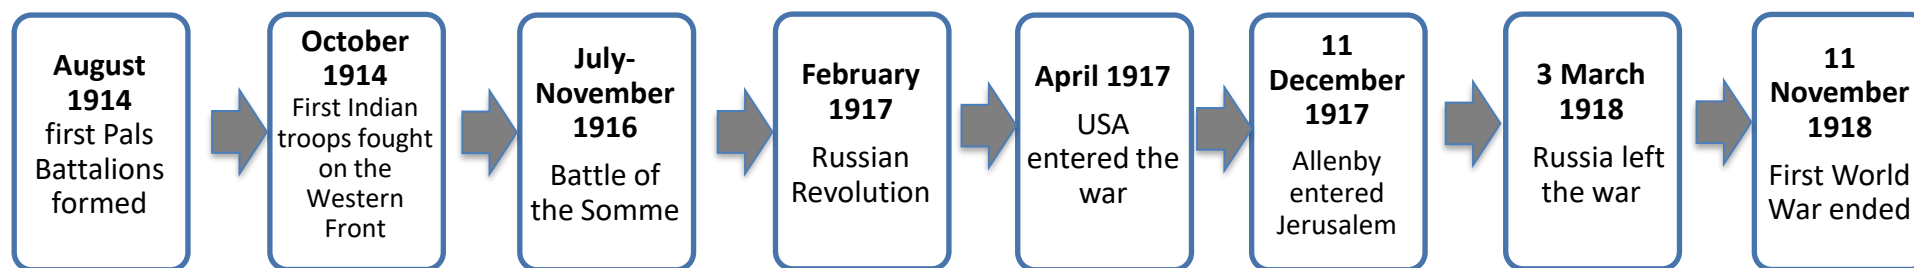 August
1914
first Pals
Battalions
formed
October
1914
First Indian
troops fought
on the
Western
Front
July-
November
1916
Battle of
the Somme
February
1917
Russian
Revolution
April 1917
USA
entered the
war
11
December
1917
Allenby
entered
Jerusalem
3 March
1918
Russia left
the war
11
November
1918
First World
War ended